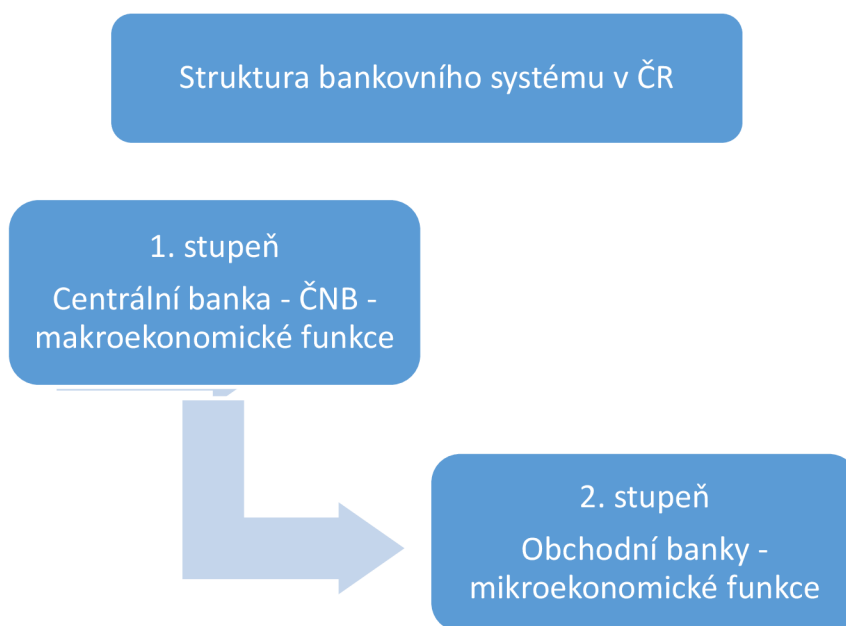 Struktura bankovního systému v ČR
1. stupeň
Centrální banka - ČNB -
makroekonomické funkce
2. stupeň
Obchodní banky -
mikroekonomické funkce